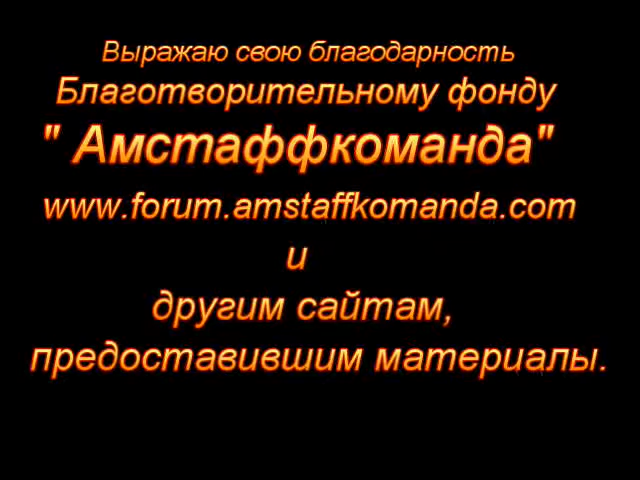 Выражаю свою благодарность
Благотворительному фонду
" Амстаффкоманда"
www.forum.amstaffkomanda.com
и
другим сайтам,
предоставившим материалы.